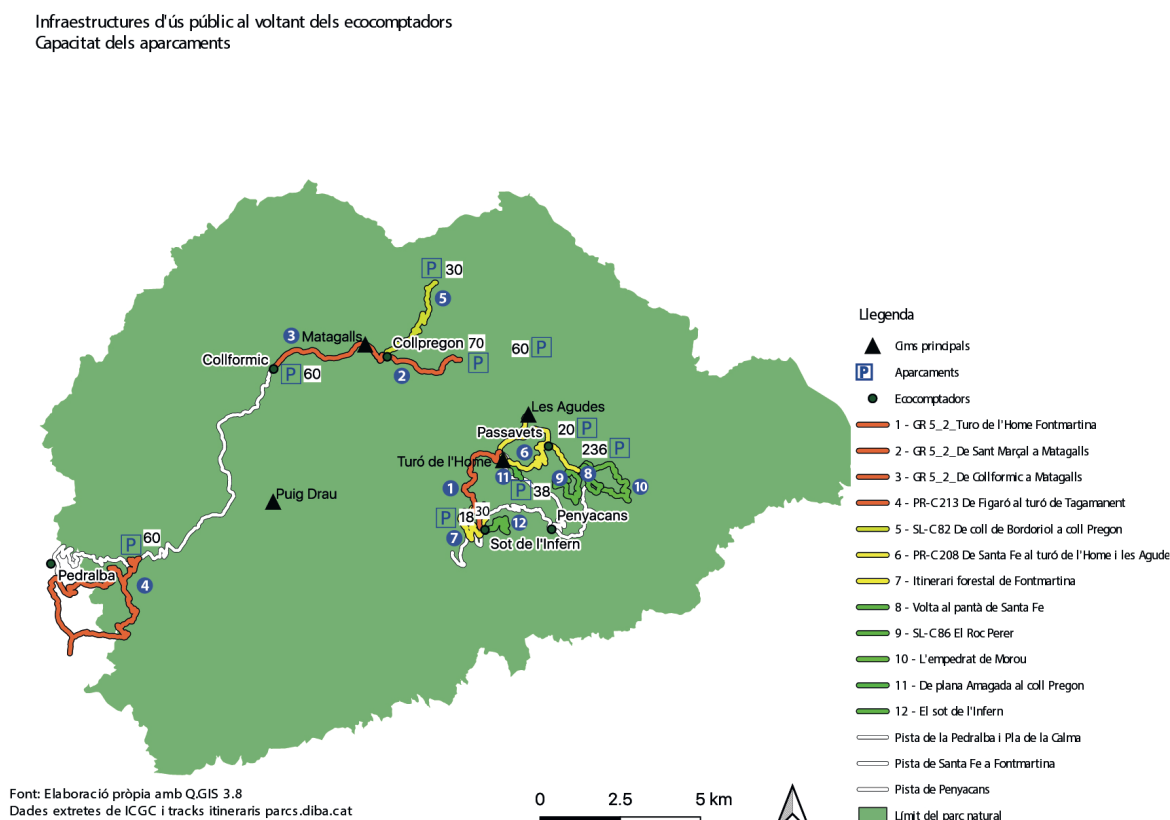 Infraestructures d'ús públic al voltant dels ecocomptadors
Capacitat dels aparcaments
P 30
5
3 Matagalls
Collpregon 70
60 P
P
Collformic
P 60
2
Les Agudes
20 P
Passavets
236 P
6
Turó de l'Home
11
9
8
10
1
P 38
Puig Drau
P 18 30
12
Penyacans
7
Sot de l'Infern
60
P
Pedralba
4
Llegenda
Cims principals
P Aparcaments
Ecocomptadors
1 - GR 5_2_Turo de l'Home Fontmartina
2 - GR 5_2_De Sant Marçal a Matagalls
3 - GR 5_2_De Collformic a Matagalls
4 - PR-C213 De Figaró al turó de Tagamanent
5 - SL-C82 De coll de Bordoriol a coll Pregon
6 - PR-C208 De Santa Fe al turó de l'Home i les Agude
7 - Itinerari forestal de Fontmartina
8 - Volta al pantà de Santa Fe
9 - SL-C86 El Roc Perer
10 - L'empedrat de Morou
11 - De plana Amagada al coll Pregon
12 - El sot de l'Infern
Pista de la Pedralba i Pla de la Calma
Pista de Santa Fe a Fontmartina
Pista de Penyacans
Límit del parc natural
Font: Elaboració pròpia amb Q.GIS 3.8
Dades extretes de ICGC i tracks itineraris parcs.diba.cat
0 2.5 5 km